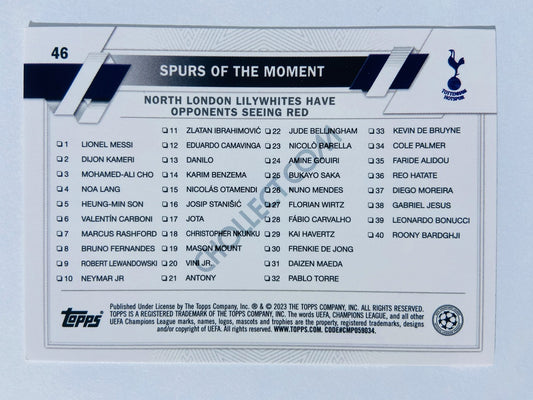 46
SPURS OF THE MOMENT
TOTTENHAM
HOTSPUR
NORTH LONDON LILYWHITES HAVE
OPPONENTS SEEING RED
1 LIONEL MESSI
2 DIJON KAMERI
3 MOHAMED-ALI CHO
4 NOA LANG
5 HEUNG-MIN SON
6 VALENTÍN CARBONI
7 MARCUS RASHFORD
8 BRUNO FERNANDES
9 ROBERT LEWANDOWSKI
10 NEYMAR JR
11 ZLATAN IBRAHIMOVIĆ
12 EDUARDO CAMAVINGA
13 DANILO
14 KARIM BENZEMA
15 NICOLÁS OTAMENDI
16 JOSIP STANIŠIĆ
17 JOTA
18 CHRISTOPHER NKUNKU
19 MASON MOUNT
20 VINI JR.
21 ANTONY
22 JUDE BELLINGHAM
23 NICOLÒ BARELLA
24 AMINE GOUIRI
25 BUKAYO SAKA
26 NUNO MENDES
27 FLORIAN WIRTZ
28 FÁBIO CARVALHO
29 KAI HAVERTZ
30 FRENKIE DE JONG
31 DAIZEN MAEDA
32 PABLO TORRE
33 KEVIN DE BRUYNE
34 COLE PALMER
35 FARIDE ALIDOU
36 REO HATATE
37 DIEGO MOREIRA
38 GABRIEL JESUS
39 LEONARDO BONUCCI
40 ROONY BARDGHJI
CHOLLECT.COM
topps
Published Under License by The Topps Company, Inc. ® & © 2023 THE TOPPS COMPANY, INC. ALL RIGHTS RESERVED.
TOPPS IS A REGISTERED TRADEMARK OF THE TOPPS COMPANY, INC. The words UEFA, CHAMPIONS LEAGUE, and all other
UEFA Champions League marks, names, logos, mascots and trophies are the property, registered trademarks, designs
and/or copyright of UEFA. All rights reserved. WWW.TOPPS.COM. CODE#CMP059034.